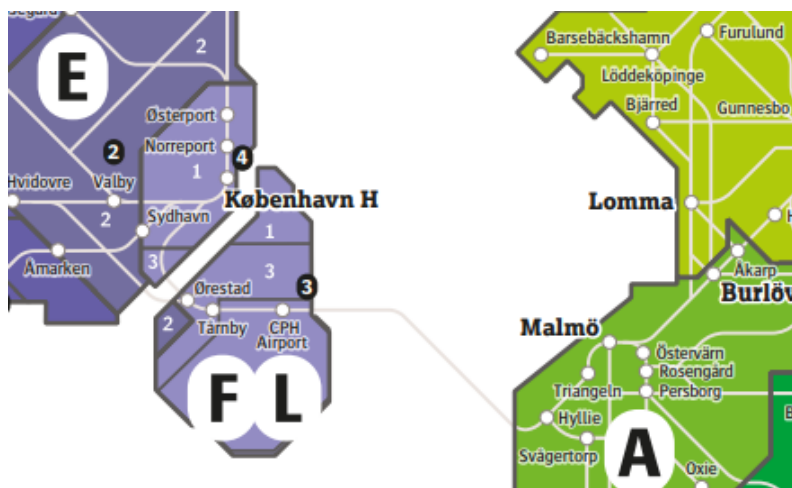 Barsebäckshamn
Furulund
2
E
Löddeköpinge
Østerport
Bjärred
Gunnesbo
Norreport
2
4
1
Hvidovre
Valby
København H
Lomma
2
Sydhavn
1
3
3
Åkarp
Åmarken
Ørestad
3
Burlöv
2
Tårnby
CPH
Airport
Malmö
Östervärn
Rosengård
Triangeln
Persborg
F
L
Hyllie
A
Svågertorp
Oxie